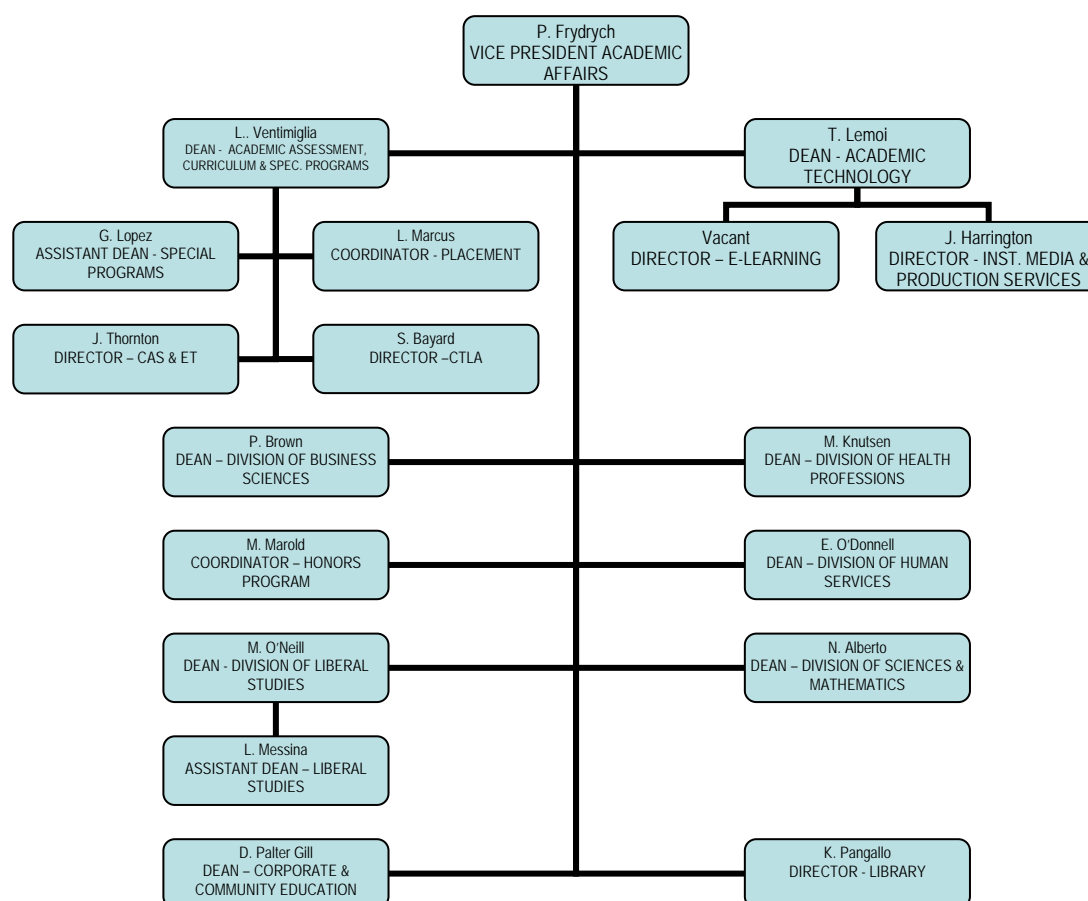 P. Frydrych
VICE PRESIDENT ACADEMIC
AFFAIRS
L.. Ventimiglia
DEAN - ACADEMIC ASSESSMENT,
CURRICULUM & SPEC. PROGRAMS
T. Lemoi
DEAN - ACADEMIC
TECHNOLOGY
G. Lopez
ASSISTANT DEAN - SPECIAL
PROGRAMS
L. Marcus
COORDINATOR - PLACEMENT
Vacant
DIRECTOR – E-LEARNING
J. Harrington
DIRECTOR - INST. MEDIA &
PRODUCTION SERVICES
J. Thornton
DIRECTOR – CAS & ET
S. Bayard
DIRECTOR –CTLA
P. Brown
DEAN – DIVISION OF BUSINESS
SCIENCES
M. Knutsen
DEAN – DIVISION OF HEALTH
PROFESSIONS
M. Marold
COORDINATOR – HONORS
PROGRAM
E. O’Donnell
DEAN – DIVISION OF HUMAN
SERVICES
M. O’Neill
DEAN - DIVISION OF LIBERAL
STUDIES
N. Alberto
DEAN – DIVISION OF SCIENCES &
MATHEMATICS
L. Messina
ASSISTANT DEAN – LIBERAL
STUDIES
D. Palter Gill
DEAN – CORPORATE &
COMMUNITY EDUCATION
K. Pangallo
DIRECTOR - LIBRARY